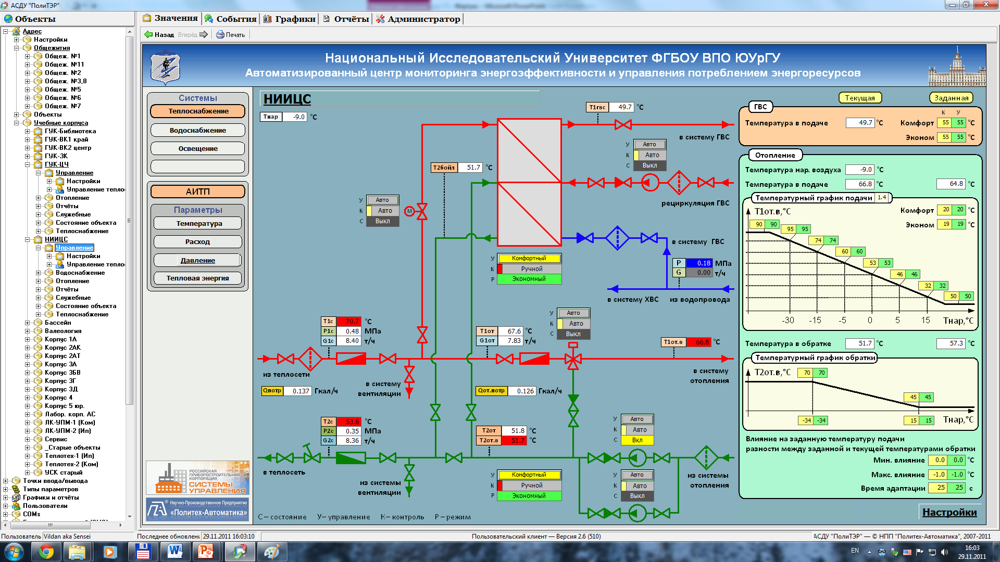 АСДУ "ПолиТЭР"
Объекты
Значения
События
Графики
Отчёты
Администратор
Назад
Вперёд
Печать
Адрес
Настройки
Общежития
Общеж. №1
Общеж. №11
Общеж. №2
Общеж. №3,8
Общеж. №5
Общеж. №6
Общеж. №7
Объекты
Учебные корпуса
ГУК-Библиотека
ГУК-ВК1 край
ГУК-ВК2 центр
ГУК-ЗК
ГУК-ЦЧ
Управление
Настройки
Управление тепло
Отопление
Отчёты
Служебные
Состояние объекта
Теплоснабжение
НИИЦС
Управление
Настройки
Управление тепло
Водоснабжение
Отопление
Отчёты
Служебные
Состояние объекта
Теплоснабжение
Бассейн
Валеология
Корпус 1А
Корпус 2АК
Корпус 2АТ
Корпус 3А
Корпус 3БВ
Корпус 3Г
Корпус 3Д
Корпус 4
Корпус 5 юр.
Лабор. корп. АС
ЛК-УПМ-1 (Ком)
ЛК-УПМ-2 (Ип)
Сервис
_Старые объекты
Теплотех-1 (Ип)
Теплотех-2 (Ком)
УСК старый
Точки ввода/вывода
Типы параметров
Графики и отчёты
Пользователи
COMs
Национальный Исследовательский Университет ФГБОУ ВПО ЮУрГУ
Автоматизированный центр мониторинга энергоэффективности и управления потреблением энергоресурсов
Системы
Теплоснабжение
Водоснабжение
Освещение
АИТП
Параметры
Температура
Расход
Давление
Тепловая энергия
РОССИЙСКАЯ
ПРИБОРОСТРОИТЕЛЬНАЯ
КОРПОРАЦИЯ
СИСТЕМЫ
УПРАВЛЕНИЯ
Научно-Производственное Предприятие
«Политех-Автоматика»
НИИЦС
Тнар -9.0 °C
Т1гвс 49.7 °C
в систему ГВС
У Авто
К Авто
С Выкл
Т2бойл 51.7 °C
рециркуляция ГВС
У Авто
К Авто
С Выкл
М
в систему ГВС
P 0.18 МПа
G 0.00 т/ч
У Комфортный
К Ручной
Р Экономный
в систему ХВС
из водопровода
У Авто
К Авто
С Выкл
Т1с 70.7 °C
P1с 0.48 МПа
G1с 8.40 т/ч
Т1от 67.6 °C
G1от 7.83 т/ч
Т1от.в 66.8 °C
из теплосети
в систему
вентиляции
в систему
отопления
Qпотр 0.137 Гкал/ч
Qот.потр 0.126 Гкал/ч
Т2с 53.6 °C
P2с 0.35 МПа
G2с 8.36 т/ч
Т2от 51.8 °C
Т2от.в 51.7 °C
У Авто
К Авто
С Вкл
в теплосеть
из системы
вентиляции
У Комфортный
К Ручной
Р Экономный
У Авто
К Авто
С Выкл
из системы
отопления
С – состояние У– управление К– контроль Р – режим
Текущая
Заданная
ГВС
К У
Температура в подаче 49.7 °C Комфорт 55 55 °C
Эконом 55 55 °C
Отопление
Температура нар. воздуха -9.0 °C
Температура в подаче 66.8 °C 64.8 °C
Температурный график подачи 1.4
Т1от.в,°C
Комфорт 20 20 °C
Эконом 19 19 °C
90 90
95 95
74 74
60 60
53 53
46 46
32 32
50 50
-30 -15 -5 0 5 15 Тнар,°C
Температура в обратке 51.7 °C 57.3 °C
Температурный график обратки
Т2от.в,°C
70 70
45 45
-34 -34
15 15
Тнар,°C
Влияние на заданную температуру подачи
разности между заданной и текущей температурами обратки
Мин. влияние 0.0 0.0 °C
Макс. влияние -1.0 -1.0 °C
Время адаптации 25 25 с
Настройки
Пользователь Vildan aka Sensei
Последнее обновлени 29.11.2011 16:03:10
Пользовательский клиент — Версия 2.6 (510)
АСДУ "ПолиТЭР" — © НПП "Политех-Автоматика", 2007-2011
EN
16:03
29.11.2011